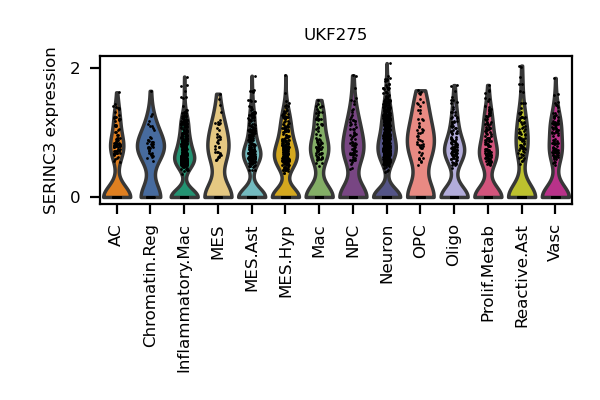 UKF275
SERINC3 expression
2
0
AC
Chromatin.Reg
Inflammatory.Mac
MES
MES.Ast
MES.Hyp
Mac
NPC
Neuron
OPC
Oligo
Prolif.Metab
Reactive.Ast
Vasc